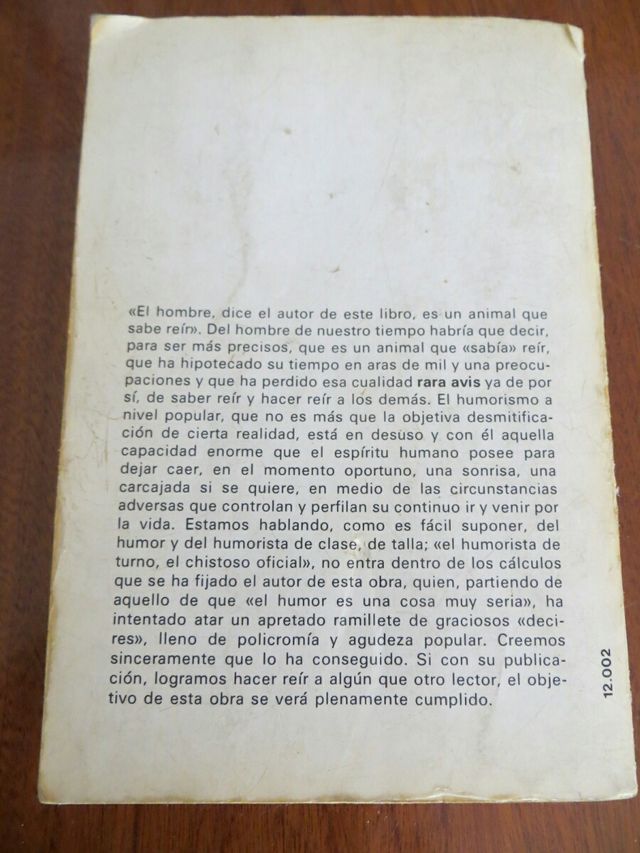 «El hombre, dice el autor de este libro, es un animal que
sabe reír». Del hombre de nuestro tiempo habría que decir,
para ser más precisos, que es un animal que «sabía» reír,
que ha hipotecado su tiempo en aras de mil y una preocu-
paciones y que ha perdido esa cualidad rara avis ya de por
sí, de saber reír y hacer reír a los demás. El humorismo a
nivel popular, que no es más que la objetiva desmitifica-
ción de cierta realidad, está en desuso y con él aquella
capacidad enorme que el espíritu humano posee para
dejar caer, en el momento oportuno, una sonrisa, una
carcajada si se quiere, en medio de las circunstancias
adversas que controlan y perfilan su continuo ir y venir por
la vida. Estamos hablando, como es fácil suponer, del
humor y del humorista de clase, de talla; «el humorista de
turno, el chistoso oficial», no entra dentro de los cálculos
que se ha fijado el autor de esta obra, quien, partiendo de
aquello de que «el humor es una cosa muy seria», ha
intentado atar un apretado ramillete de graciosos «deci-
res», lleno de policromía y agudeza popular. Creemos
sinceramente que lo ha conseguido. Si con su publica-
ción, logramos hacer reír a algún que otro lector, el obje-
tivo de esta obra se verá plenamente cumplido.
12.002